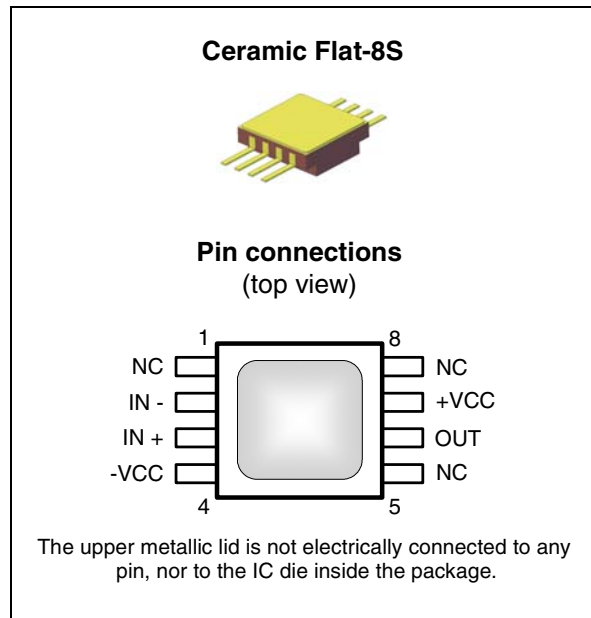 Ceramic Flat-8S
Pin connections
(top view)
1
8
NC
NC
IN -
+VCC
IN +
OUT
-VCC
NC
4
5
The upper metallic lid is not electrically connected to any
pin, nor to the IC die inside the package.